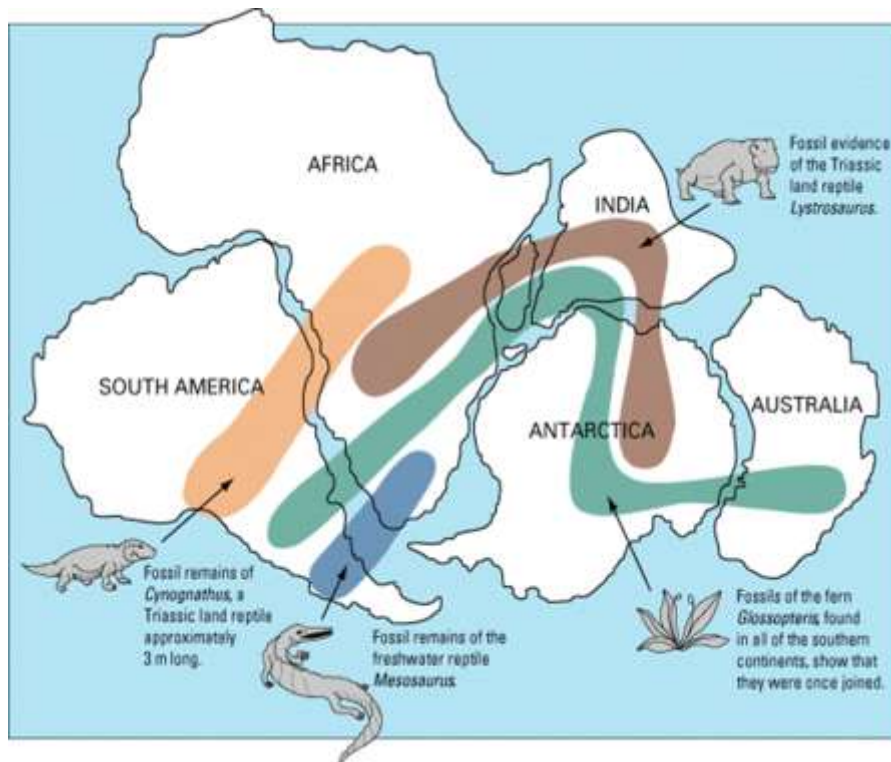 AFRICA
INDIA
Fossil evidence
of the Triassic
land reptile
Lystrosaurus.
SOUTH AMERICA
ANTARCTICA
AUSTRALIA
Fossil remains of
Cynognathus, a
Triassic land reptile
approximately
3 m long.
Fossil remains of the
freshwater reptile
Mesosaurus.
Fossils of the fern
Glossopteris, found
in all of the southern
continents, show that
they were once joined.